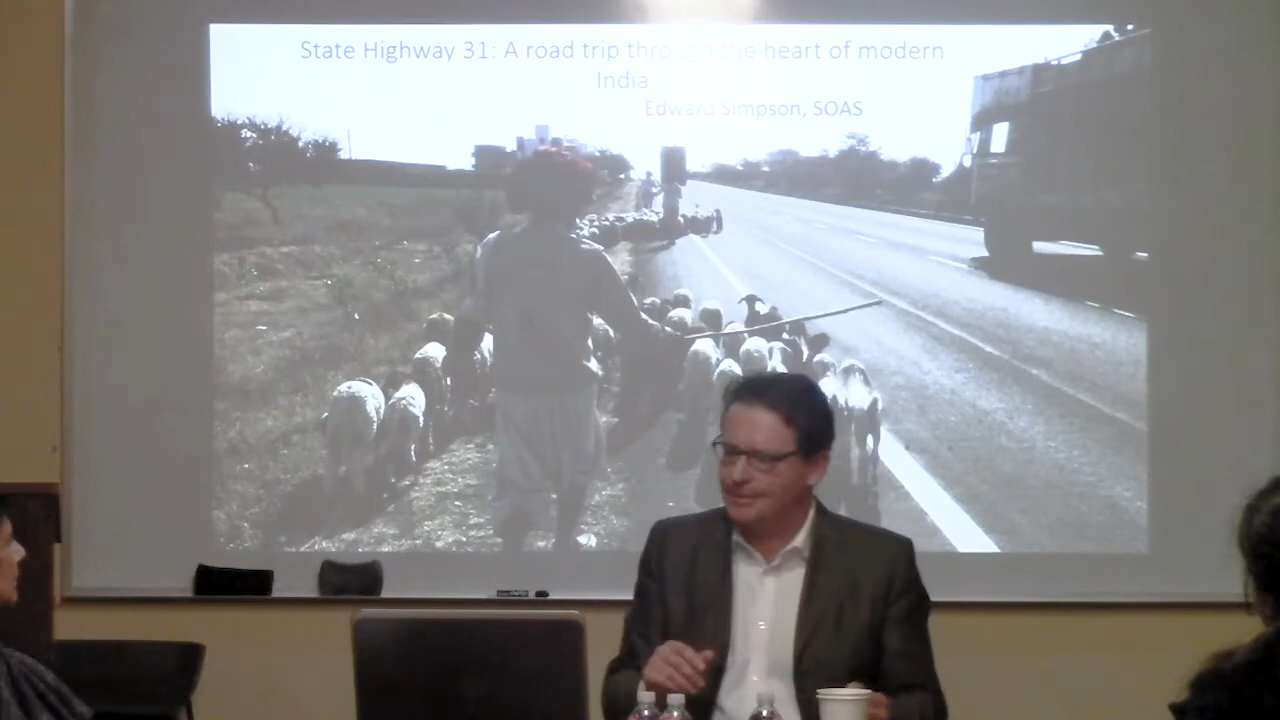 State Highway 31: A road trip through the heart of modern
India
Edward Simpson, SOAS